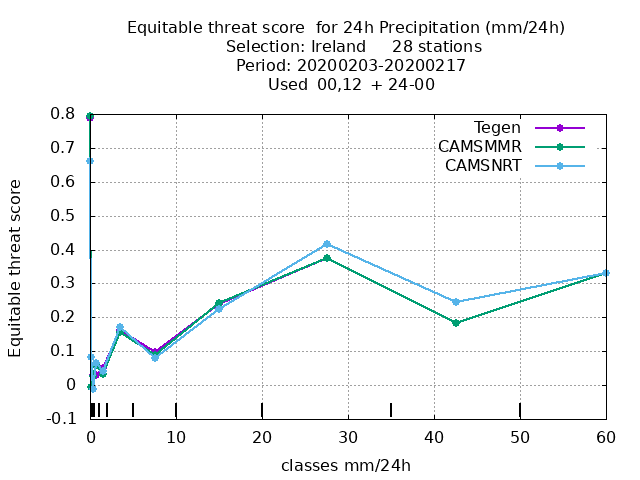 Equitable threat score  for 24h Precipitation (mm/24h)
Selection: Ireland     28 stations
Period: 20200203-20200217
Used  00,12  + 24-00
Tegen
CAMSMMR
CAMSNRT
Equitable threat score
0.8
0.7
0.6
0.5
0.4
0.3
0.2
0.1
0
-0.1
0 10 20 30 40 50 60
classes mm/24h